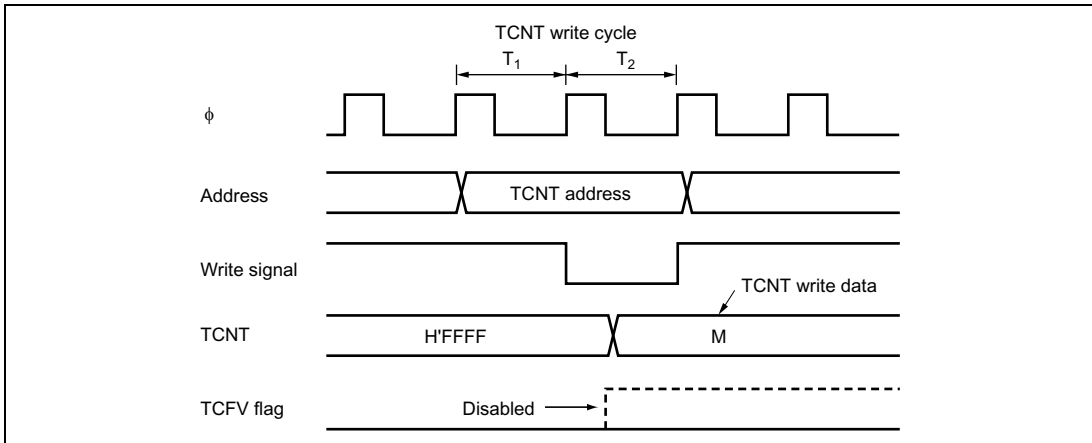 TCNT write cycle
T₁ T₂
ϕ
Address TCNT address
Write signal
TCNT write data
TCNT H'FFFF M
TCFV flag Disabled